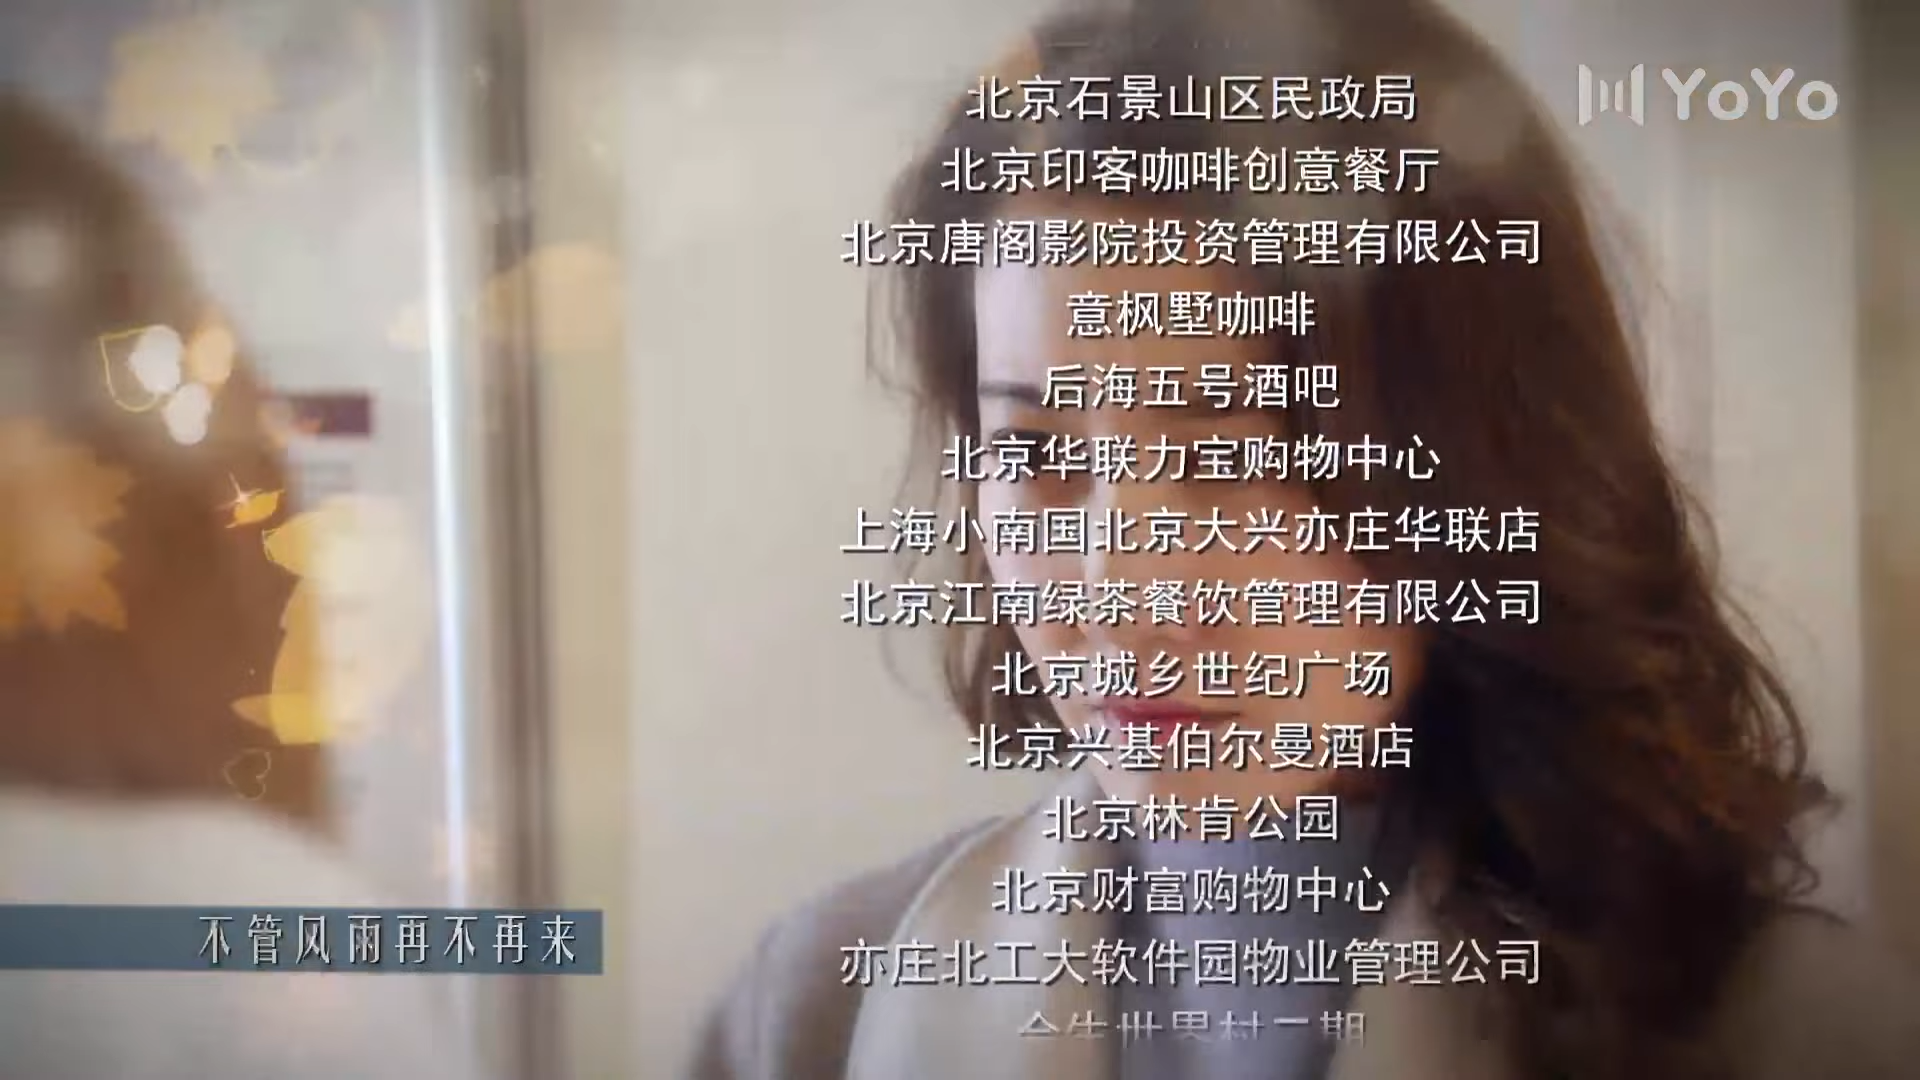 YoYo
北京石景山区民政局
北京印客咖啡创意餐厅
北京唐阁影院投资管理有限公司
意枫墅咖啡
后海五号酒吧
北京华联力宝购物中心
上海小南国北京大兴亦庄华联店
北京江南绿茶餐饮管理有限公司
北京城乡世纪广场
北京兴基伯尔曼酒店
北京林肯公园
北京财富购物中心
亦庄北工大软件园物业管理公司
不管风雨再不再来